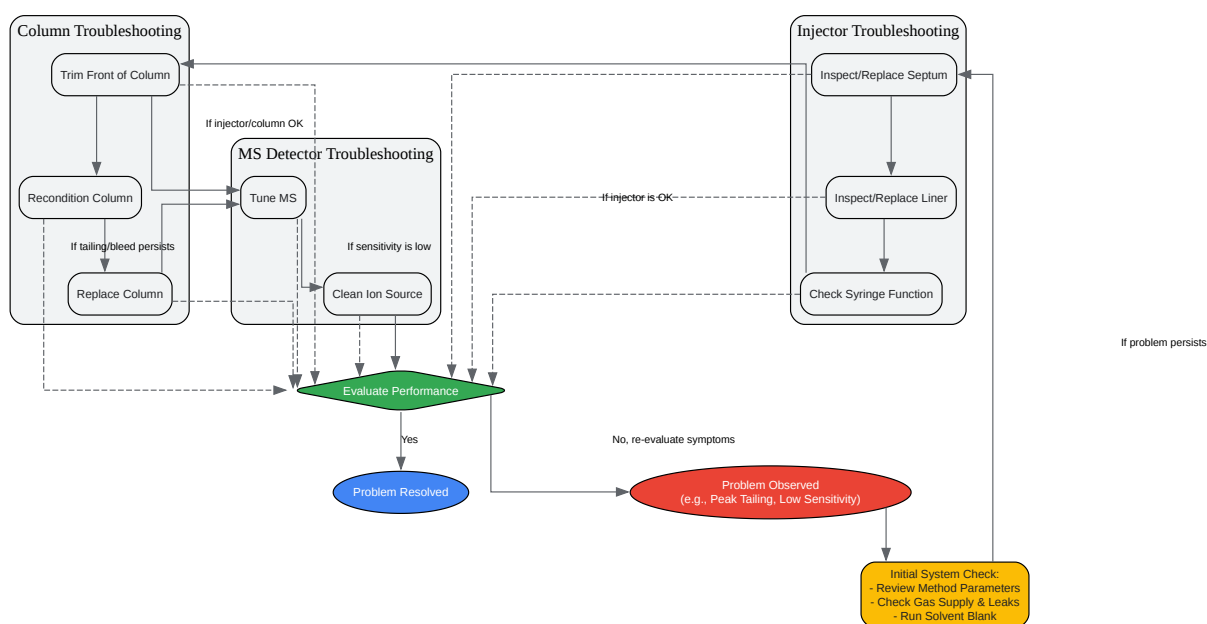 Column Troubleshooting
Injector Troubleshooting
Trim Front of Column
Inspect/Replace Septum
If injector/column OK
MS Detector Troubleshooting
Recondition Column
Tune MS
If injector is OK
Inspect/Replace Liner
If tailing/bleed persists
If sensitivity is low
Replace Column
Clean Ion Source
Check Syringe Function
If problem persists
Evaluate Performance
Yes
No, re-evaluate symptoms
Problem Resolved
Problem Observed
(e.g., Peak Tailing, Low Sensitivity)
Initial System Check:
- Review Method Parameters
- Check Gas Supply & Leaks
- Run Solvent Blank